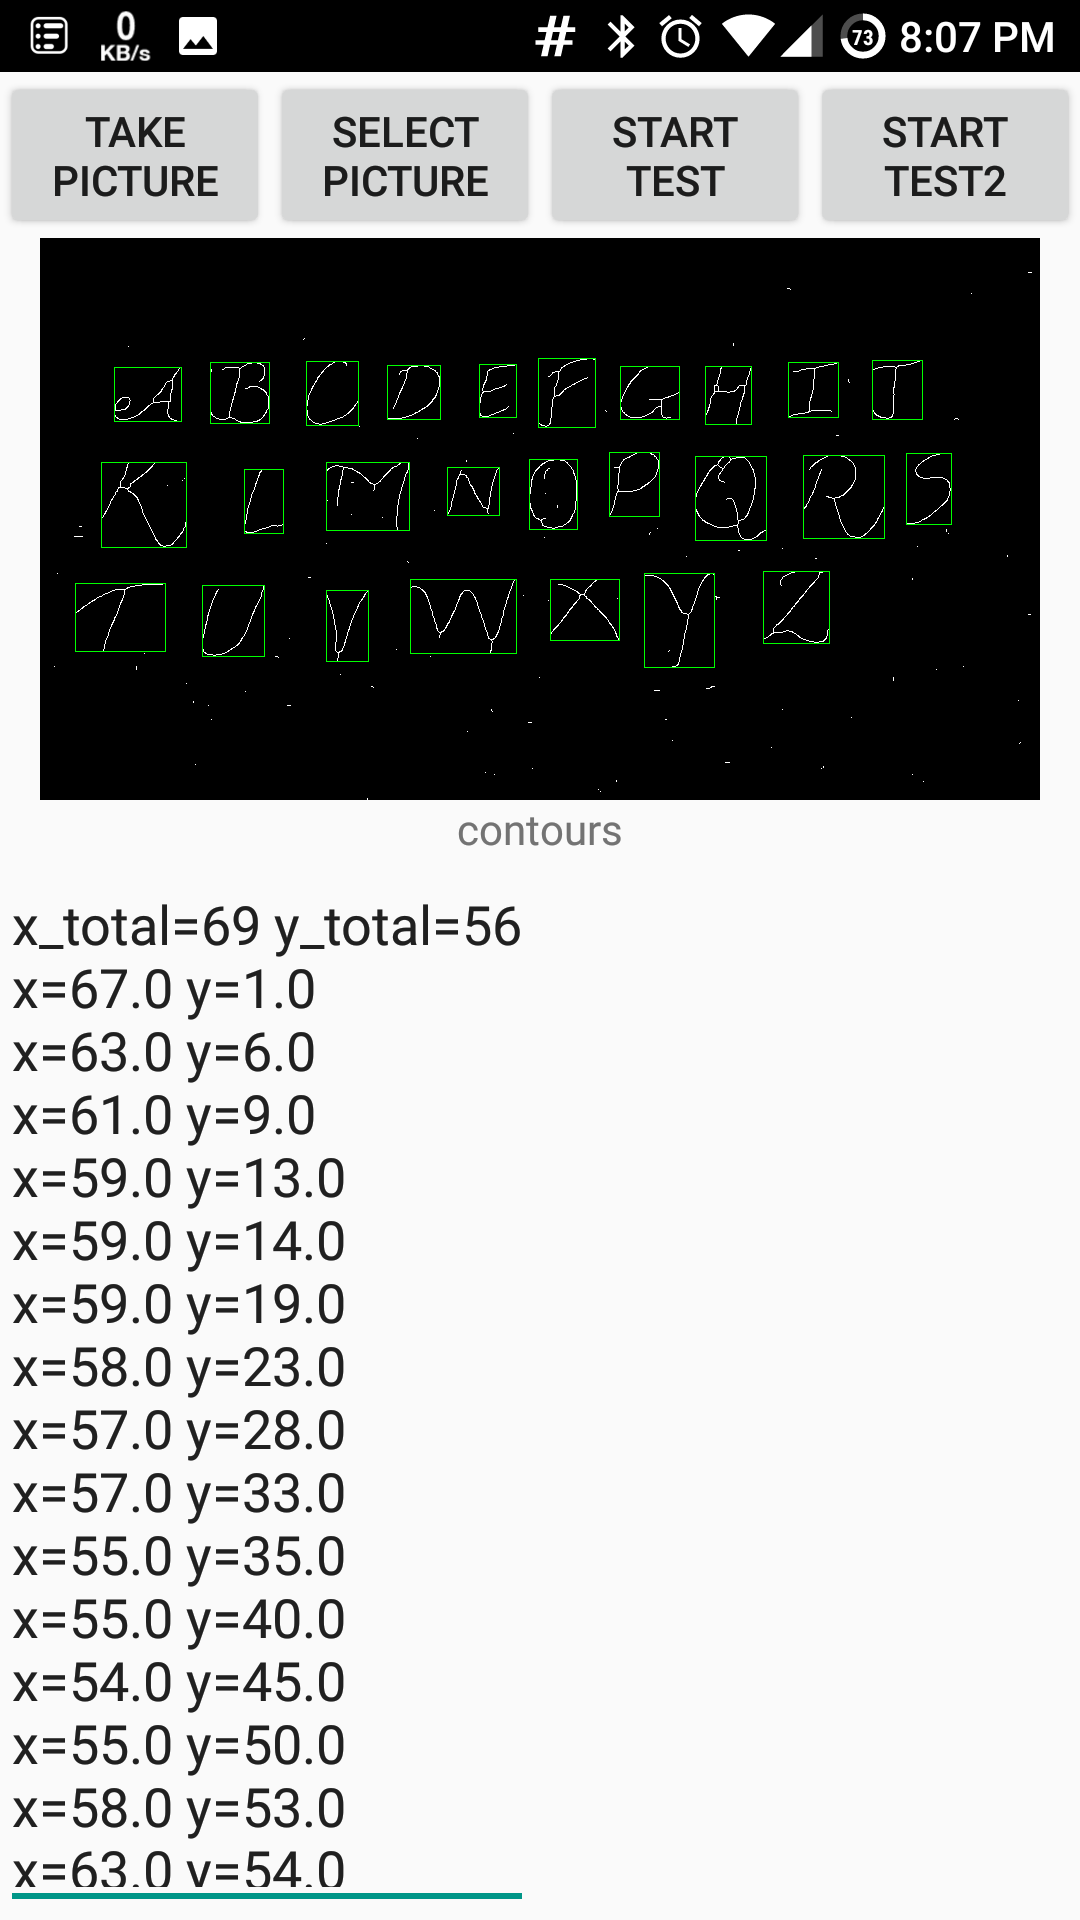 0
KB/s
# 73 8:07 PM
TAKE PICTURE
SELECT PICTURE
START TEST
START TEST2
A B C D E F G H I J
K L M N O P Q R S
T U V W X Y Z
contours
x_total=69 y_total=56
x=67.0 y=1.0
x=63.0 y=6.0
x=61.0 y=9.0
x=59.0 y=13.0
x=59.0 y=14.0
x=59.0 y=19.0
x=58.0 y=23.0
x=57.0 y=28.0
x=57.0 y=33.0
x=55.0 y=35.0
x=55.0 y=40.0
x=54.0 y=45.0
x=55.0 y=50.0
x=58.0 y=53.0
x=63.0 y=54.0